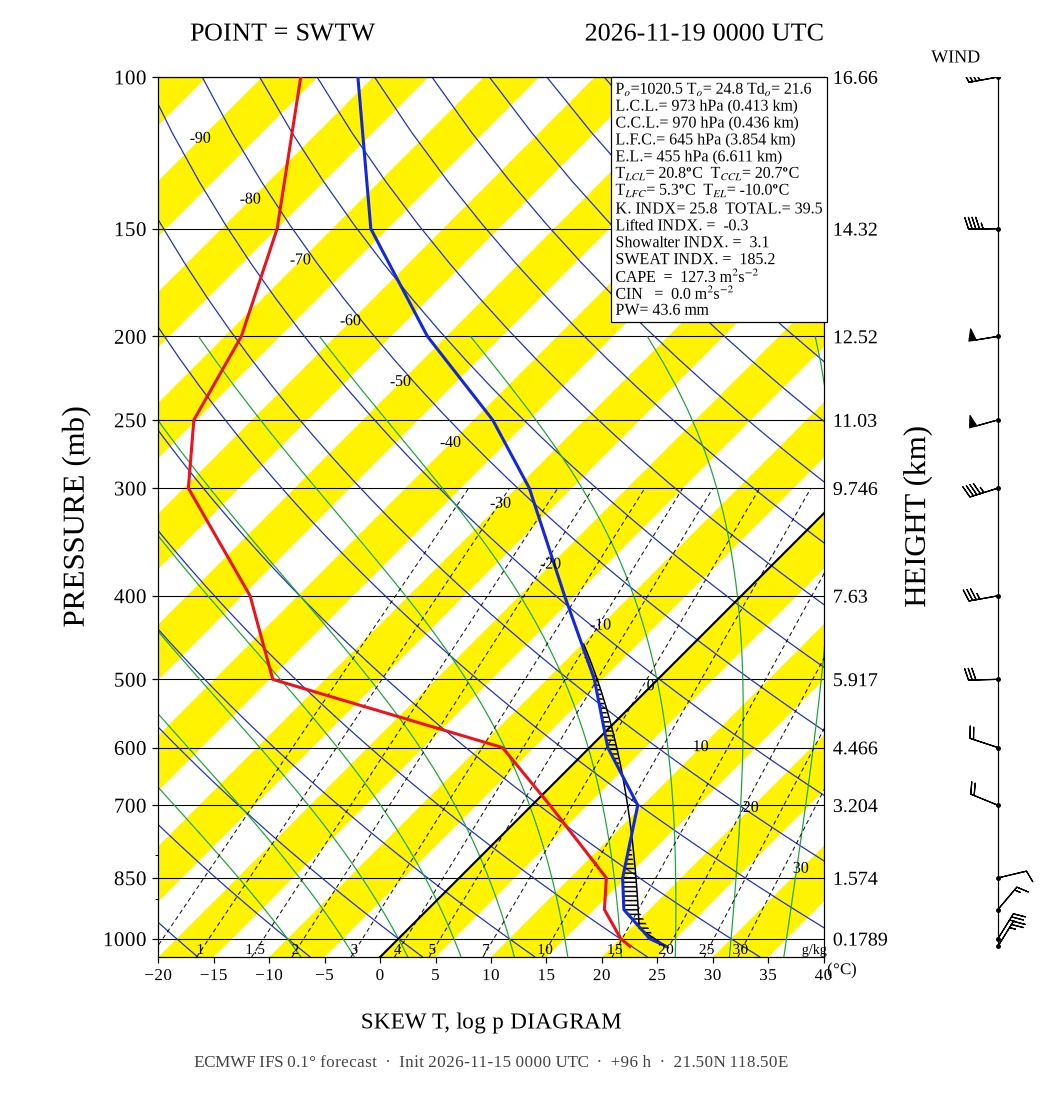 POINT = SWTW
2026-11-19 0000 UTC
WIND
Po=1020.5 To= 24.8 Tdo= 21.6
L.C.L.= 973 hPa (0.413 km)
C.C.L.= 970 hPa (0.436 km)
L.F.C.= 645 hPa (3.854 km)
E.L.= 455 hPa (6.611 km)
TLCL= 20.8°C TCCL= 20.7°C
TLFC= 5.3°C TEL= -10.0°C
K. INDX= 25.8 TOTAL.= 39.5
Lifted INDX. = -0.3
Showalter INDX. = 3.1
SWEAT INDX. = 185.2
CAPE = 127.3 m²s⁻²
CIN = 0.0 m²s⁻²
PW= 43.6 mm
100
150
200
250
300
400
500
600
700
850
1000
PRESSURE (mb)
-90
-80
-70
-60
-50
-40
-30
-20
-10
0
10
20
30
16.66
14.32
12.52
11.03
9.746
7.63
5.917
4.466
3.204
1.574
0.1789
HEIGHT (km)
1 1.5 2 3 4 5 7 10 15 20 25 30 g/kg
−20 −15 −10 −5 0 5 10 15 20 25 30 35 40 (°C)
SKEW T, log p DIAGRAM
ECMWF IFS 0.1° forecast · Init 2026-11-15 0000 UTC · +96 h · 21.50N 118.50E